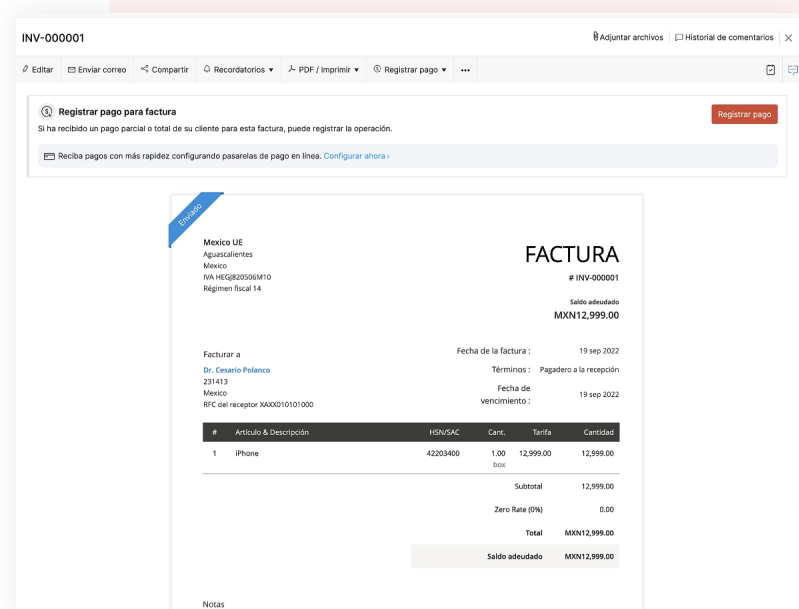 INV-000001
Adjuntar archivos
Historial de comentarios
Editar
Enviar correo
Compartir
Recordatorios
PDF / Imprimir
Registrar pago
Registrar pago para factura
Si ha recibido un pago parcial o total de su cliente para esta factura, puede registrar la operación.
Registrar pago
Reciba pagos con más rapidez configurando pasarelas de pago en línea. Configurar ahora ›
Enviado
Mexico UE
Aguascalientes
Mexico
IVA HEGJ820506M10
Régimen fiscal 14
FACTURA
# INV-000001
Saldo adeudado
MXN12,999.00
Facturar a
Dr. Cesario Polanco
231413
Mexico
RFC del receptor XAXX010101000
Fecha de la factura : 19 sep 2022
Términos : Pagadero a la recepción
Fecha de
vencimiento : 19 sep 2022
# Artículo & Descripción HSN/SAC Cant. Tarifa Cantidad
1 iPhone 42203400 1.00 12,999.00 12,999.00
box
Subtotal 12,999.00
Zero Rate (0%) 0.00
Total MXN12,999.00
Saldo adeudado MXN12,999.00
Notas